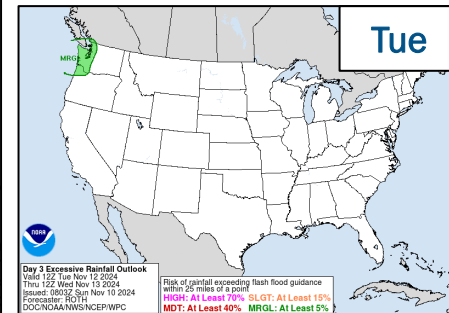 Tue
MRGL
NOAA
Day 3 Excessive Rainfall Outlook
Valid 12Z Tue Nov 12 2024
Thru 12Z Wed Nov 13 2024
Issued: 0803Z Sun Nov 10 2024
Forecaster: ROTH
DOC/NOAA/NWS/NCEP/WPC
Risk of rainfall exceeding flash flood guidance
within 25 miles of a point
HIGH: At Least 70% SLGT: At Least 15%
MDT: At Least 40% MRGL: At Least 5%